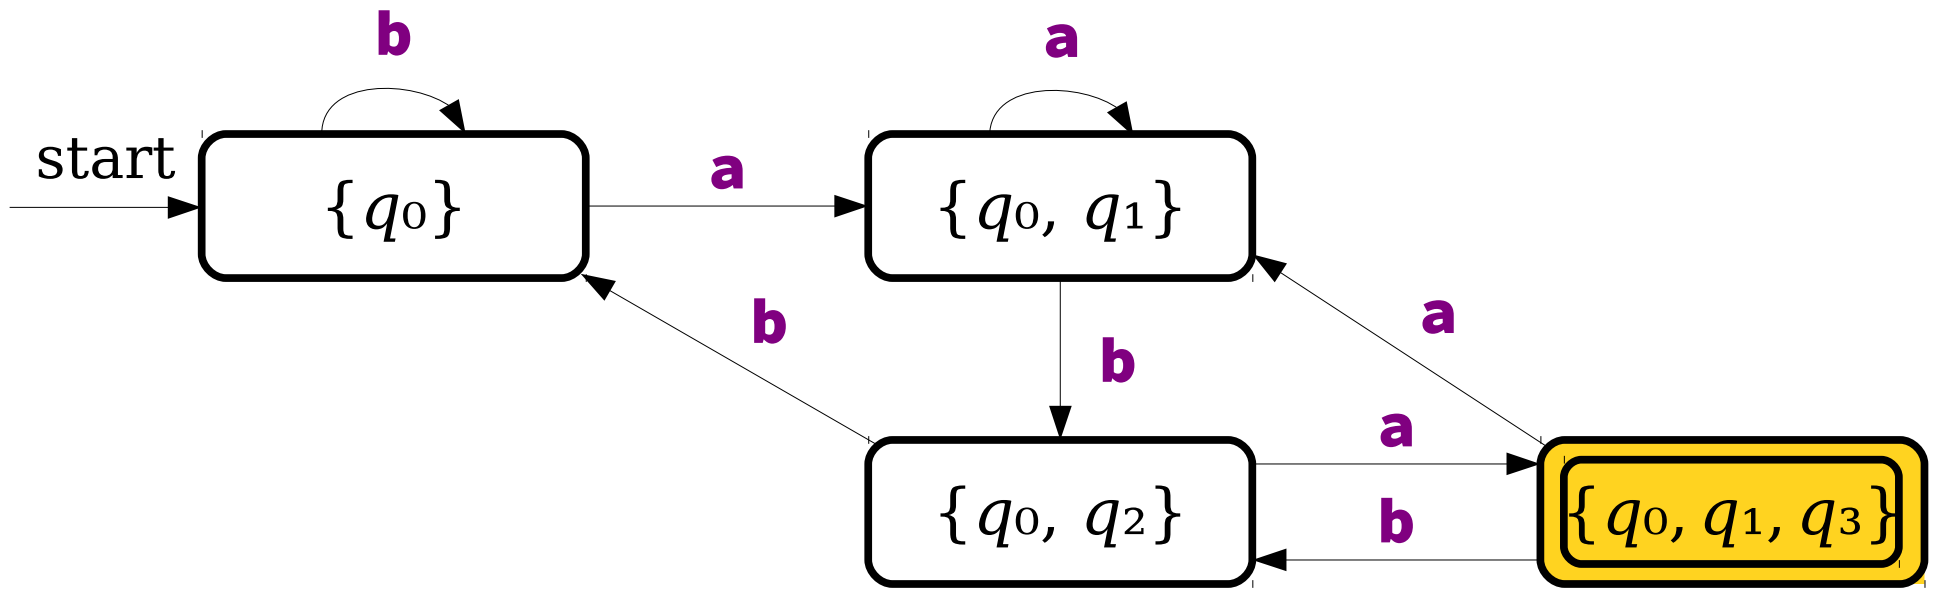 b
a
start
a
{q₀}
{q₀, q₁}
b
a
b
a
{q₀, q₂}
b
{q₀, q₁, q₃}